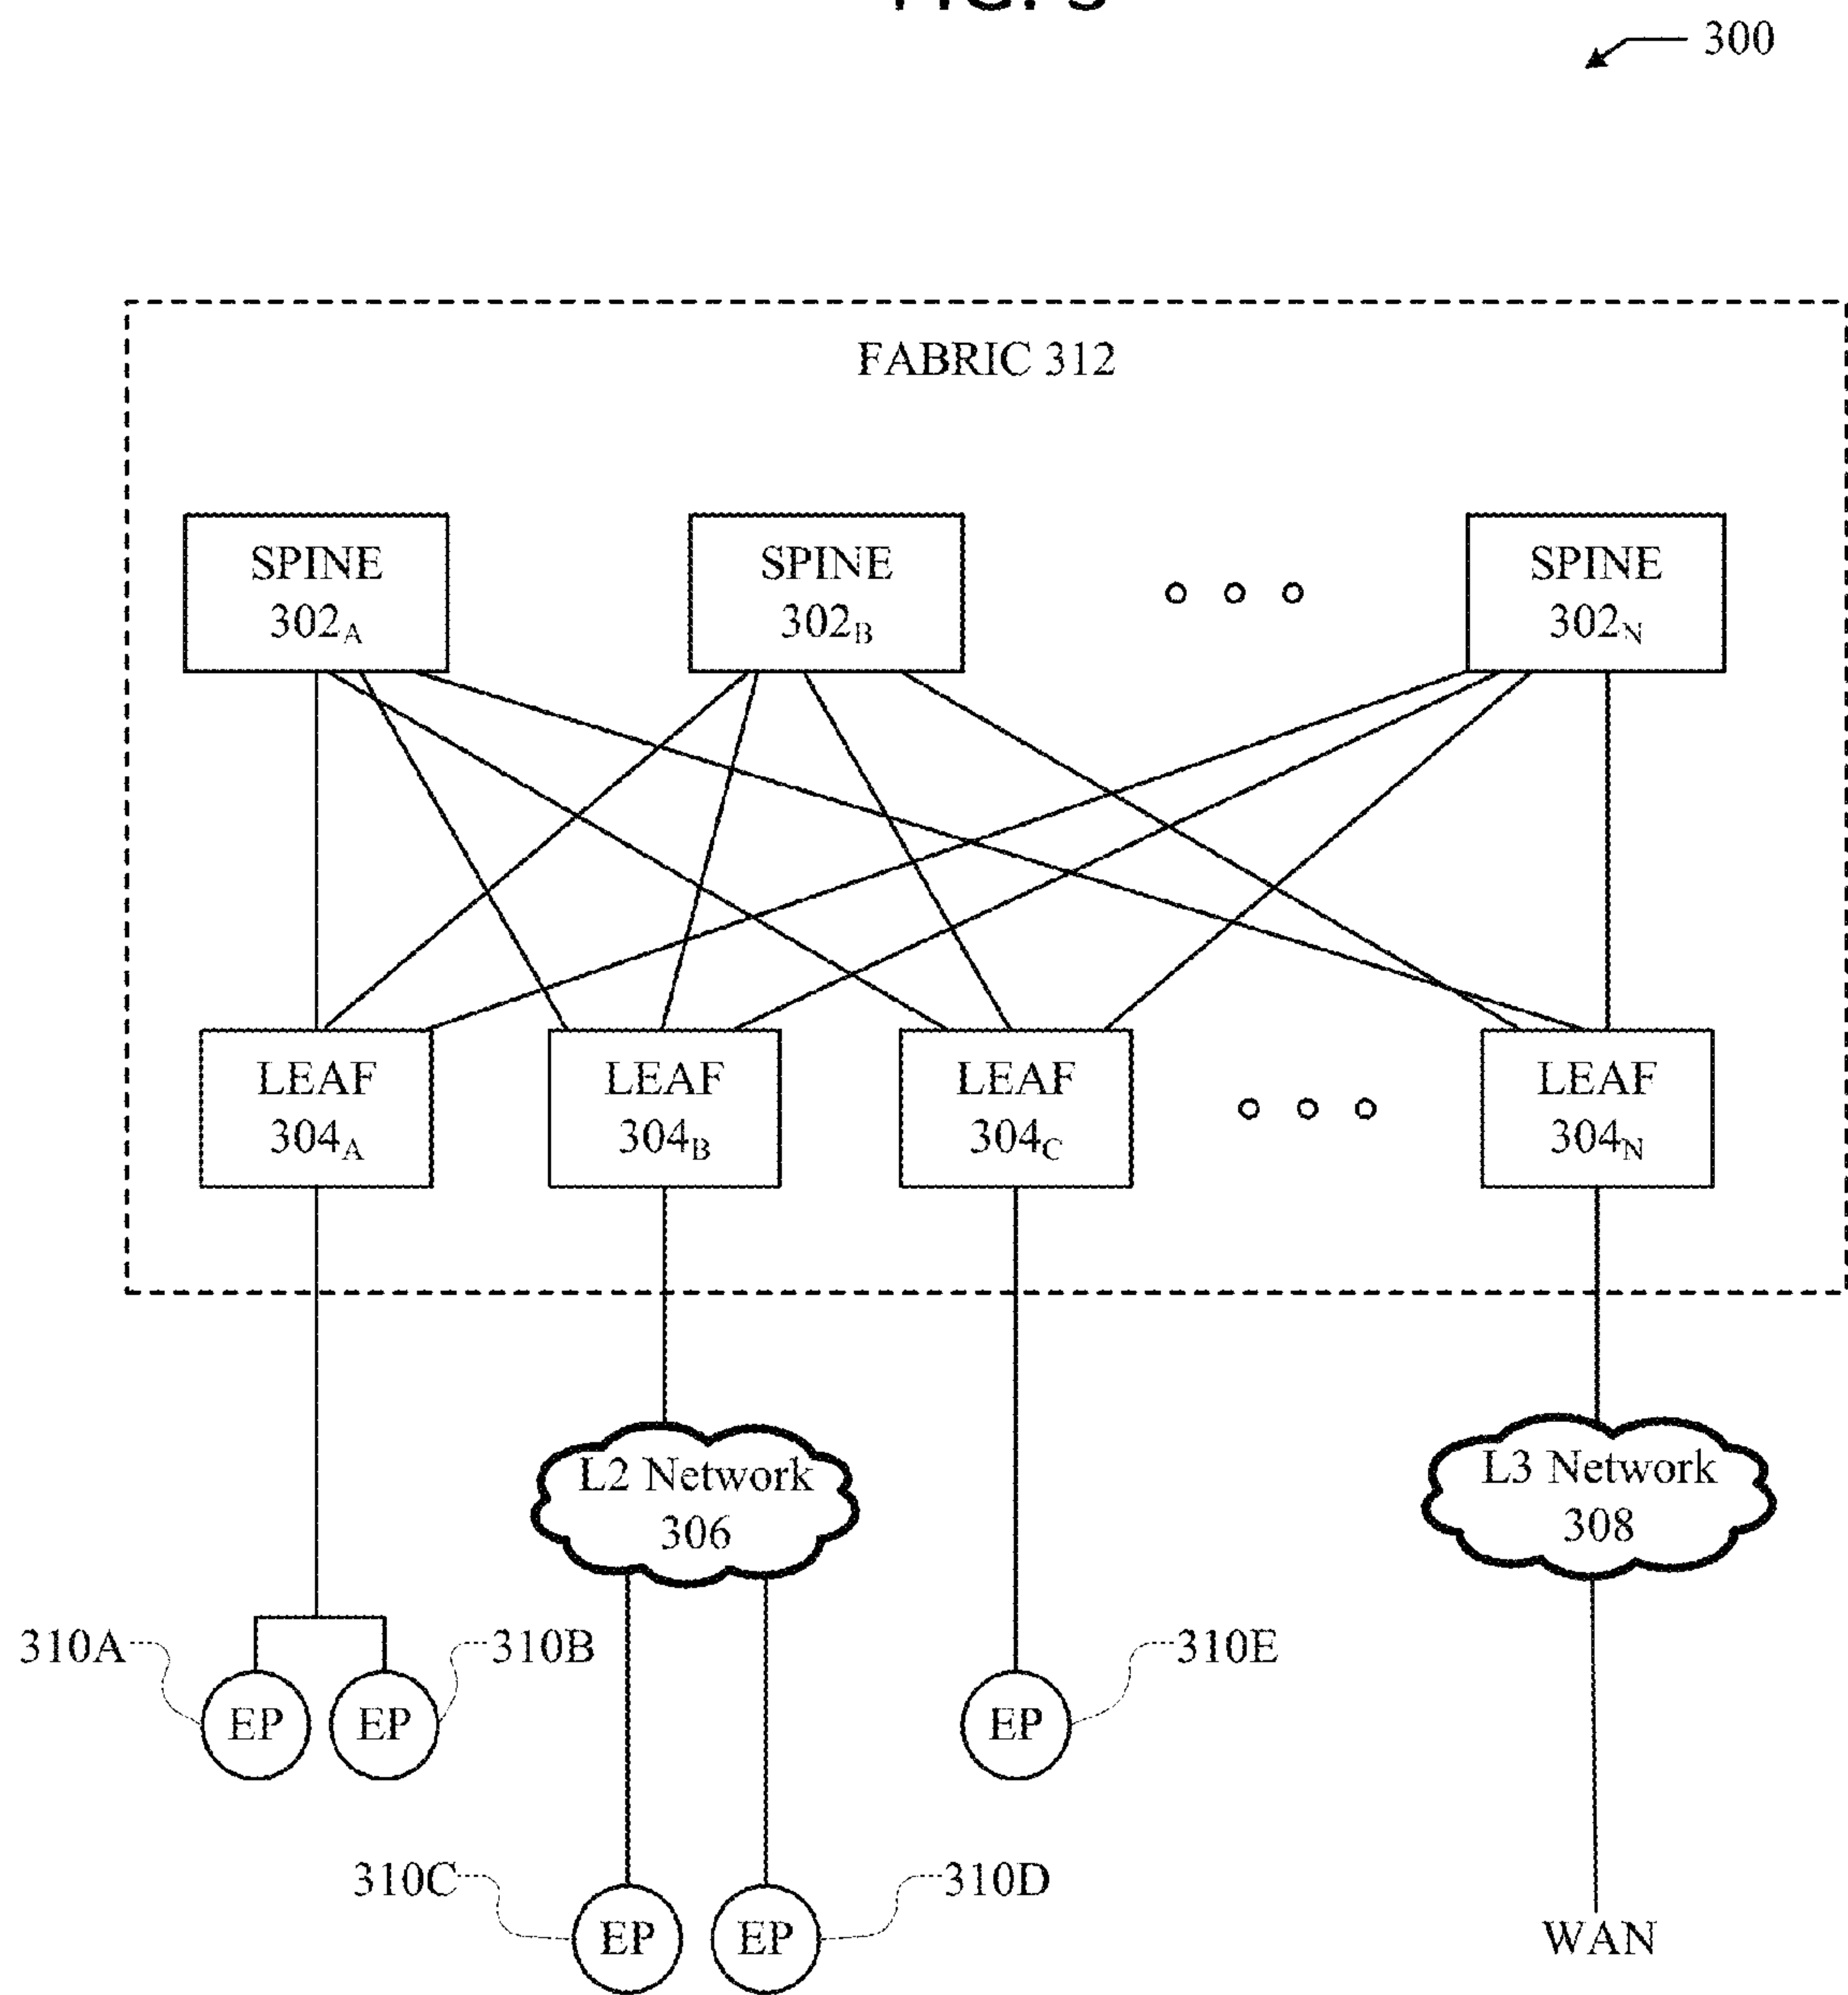 300
FABRIC 312
SPINE
302A
SPINE
302B
SPINE
302N
LEAF
304A
LEAF
304B
LEAF
304C
LEAF
304N
L2 Network
306
L3 Network
308
310A
310B
310E
EP
EP
EP
310C
310D
EP
EP
WAN